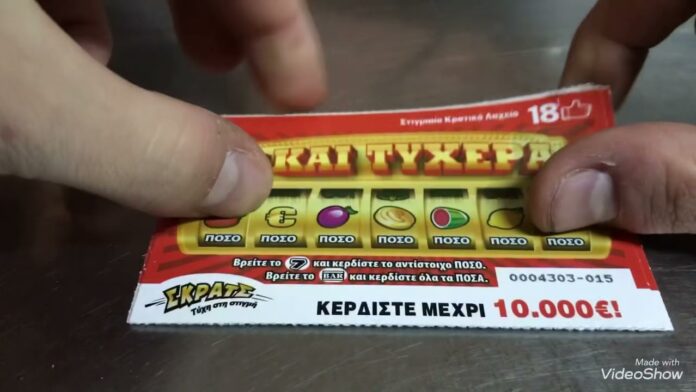 Στιγμιαίο Κρατικό Λαχείο 18
ΚΑΙ ΤΥΧΕΡΑ
ΠΟΣΟ ΠΟΣΟ ΠΟΣΟ ΠΟΣΟ ΠΟΣΟ ΠΟΣΟ ΠΟΣΟ
Βρείτε το 7 και κερδίστε το αντίστοιχο ΠΟΣΟ.
Βρείτε το BAR και κερδίστε όλα τα ΠΟΣΑ.
0004303-015
ΣΚΡΑΤΣ
Τύχη στη στιγμή
ΚΕΡΔΙΣΤΕ ΜΕΧΡΙ 10.000€!
Made with
VideoShow